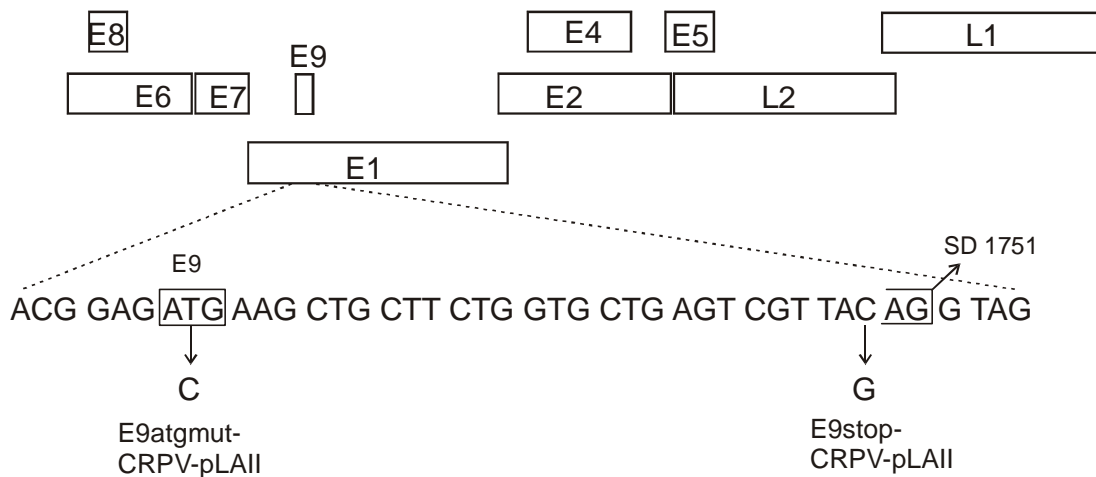 E8 E4 E5 L1
E9
E6 E7 E2 L2
E1
SD 1751
E9
ACG GAG ATG AAG CTG CTT CTG GTG CTG AGT CGT TAC AG G TAG
C G
E9atgmut- E9stop-
CRPV-pLAII CRPV-pLAII